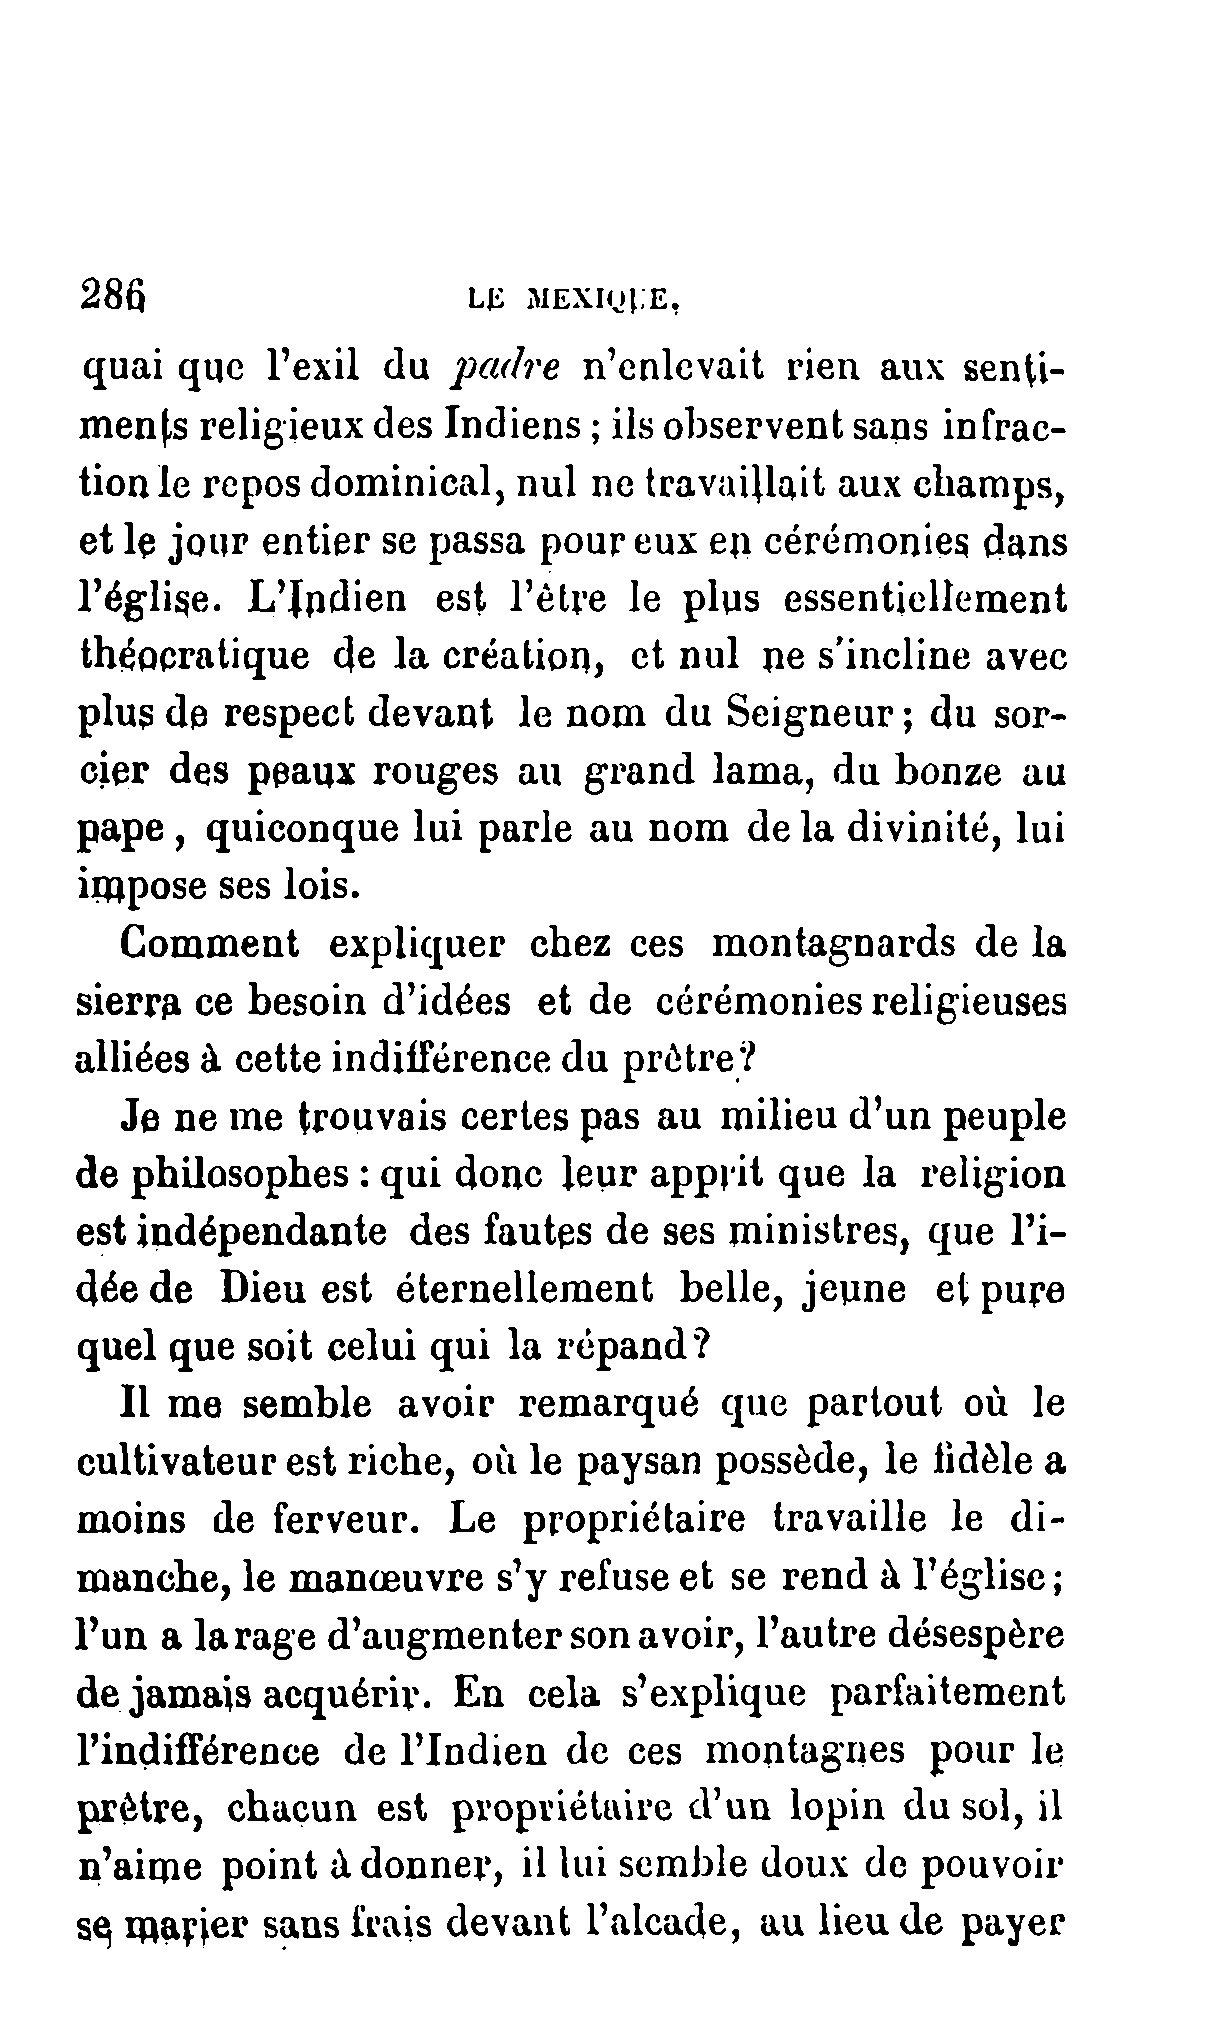 286 LE MEXIQUE.
quai que l'exil du padre n'enlevait rien aux senti-
ments religieux des Indiens ; ils observent sans infrac-
tion le repos dominical, nul ne travaillait aux champs,
et le jour entier se passa pour eux en cérémonies dans
l'église. L'Indien est l'être le plus essentiellement
théocratique de la création, et nul ne s'incline avec
plus de respect devant le nom du Seigneur ; du sor-
cier des peaux rouges au grand lama, du bonze au
pape , quiconque lui parle au nom de la divinité, lui
impose ses lois.
Comment expliquer chez ces montagnards de la
sierra ce besoin d'idées et de cérémonies religieuses
alliées à cette indifférence du prêtre ?
Je ne me trouvais certes pas au milieu d'un peuple
de philosophes : qui donc leur apprit que la religion
est indépendante des fautes de ses ministres, que l'i-
dée de Dieu est éternellement belle, jeune et pure
quel que soit celui qui la répand ?
Il me semble avoir remarqué que partout où le
cultivateur est riche, où le paysan possède, le fidèle a
moins de ferveur. Le propriétaire travaille le di-
manche, le manœuvre s'y refuse et se rend à l'église ;
l'un a la rage d'augmenter son avoir, l'autre désespère
de jamais acquérir. En cela s'explique parfaitement
l'indifférence de l'Indien de ces montagnes pour le
prêtre, chacun est propriétaire d'un lopin du sol, il
n'aime point à donner, il lui semble doux de pouvoir
se marier sans frais devant l'alcade, au lieu de payer